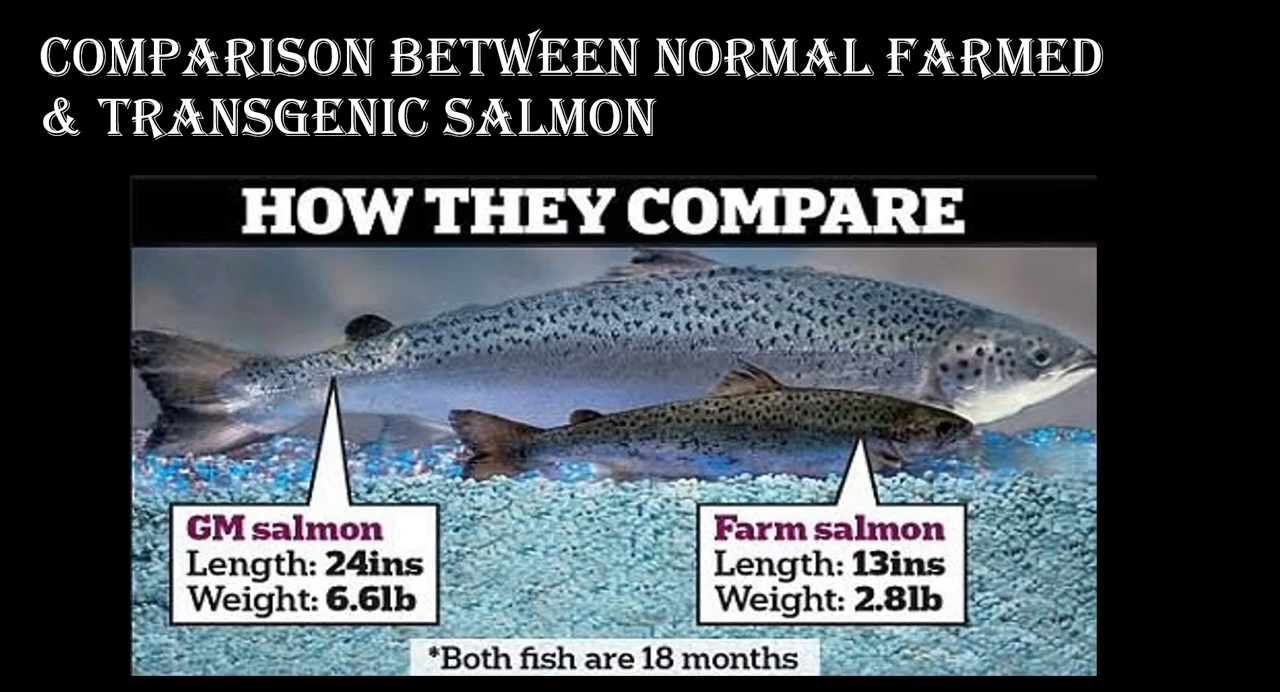 COMPARISON BETWEEN NORMAL FARMED
& TRANSGENIC SALMON
HOW THEY COMPARE
GM salmon
Length: 24ins
Weight: 6.6lb
Farm salmon
Length: 13ins
Weight: 2.8lb
*Both fish are 18 months